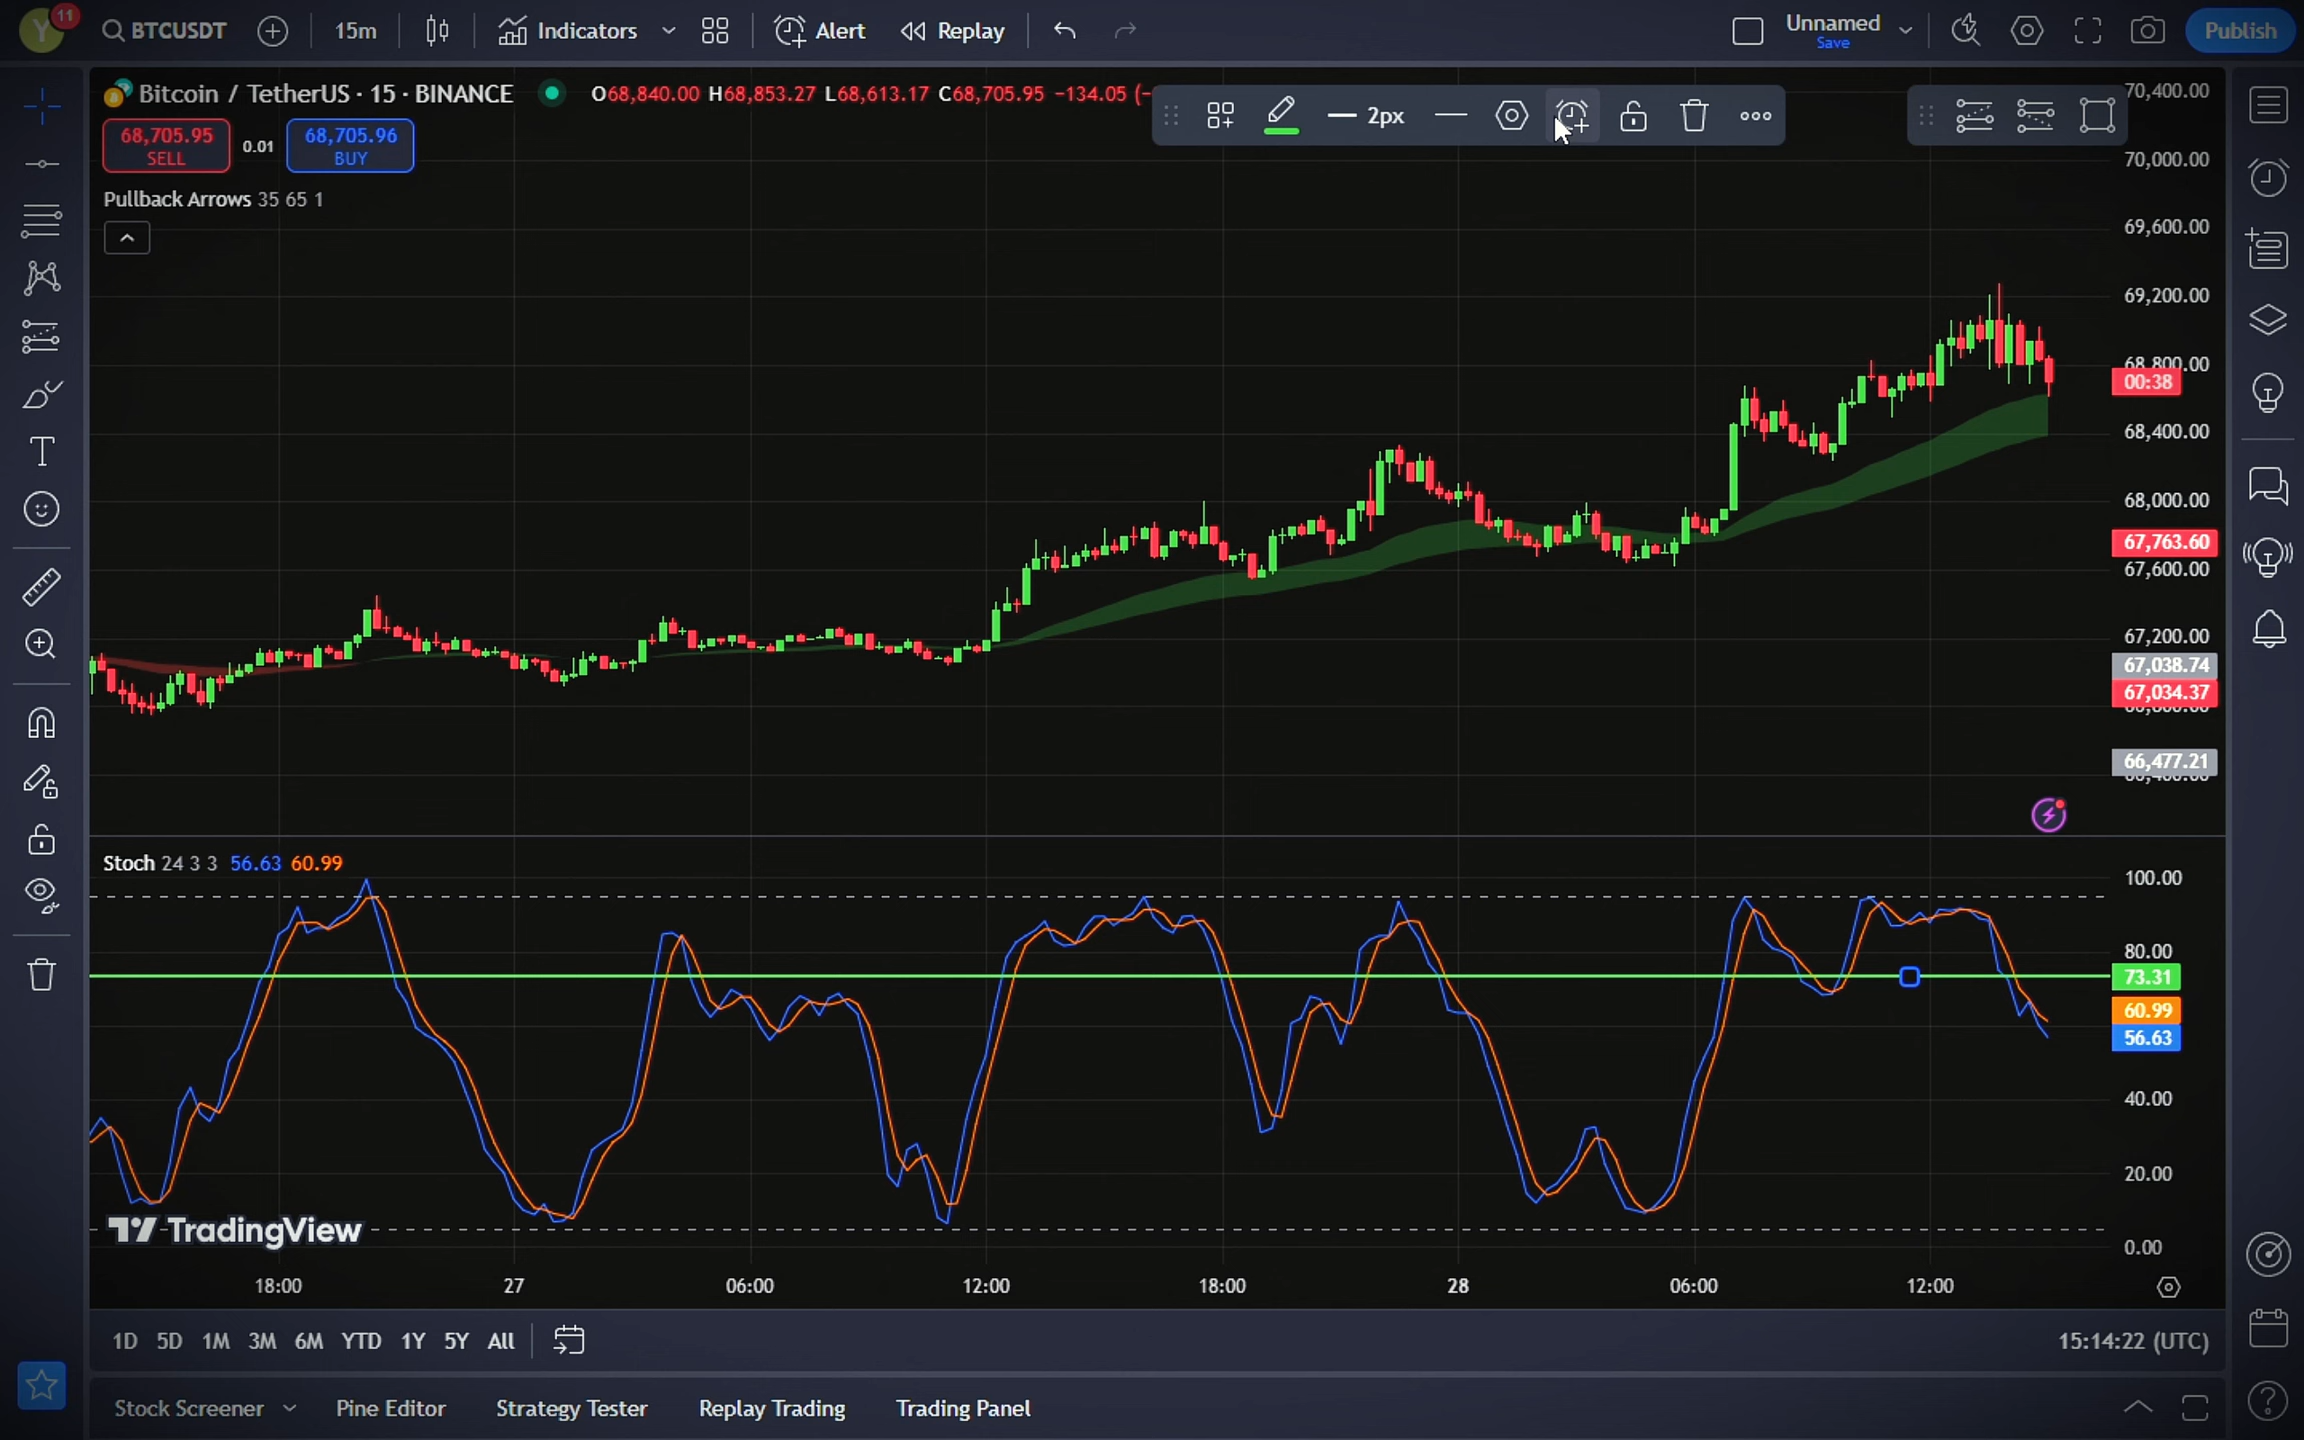 Y 11 BTCUSDT 15m Indicators Alert Replay Unnamed Save Publish
Bitcoin / TetherUS · 15 · BINANCE O68,840.00 H68,853.27 L68,613.17 C68,705.95 −134.05 (−
2px
68,705.95 SELL 0.01 68,705.96 BUY
Pullback Arrows 35 65 1
70,400.00
70,000.00
69,600.00
69,200.00
68,800.00
00:38
68,400.00
68,000.00
67,763.60
67,600.00
67,200.00
67,038.74
67,034.37
66,477.21
Stoch 24 3 3 56.63 60.99
100.00
80.00
73.31
60.99
56.63
40.00
20.00
0.00
TradingView
18:00 27 06:00 12:00 18:00 28 06:00 12:00
1D 5D 1M 3M 6M YTD 1Y 5Y All 15:14:22 (UTC)
Stock Screener Pine Editor Strategy Tester Replay Trading Trading Panel